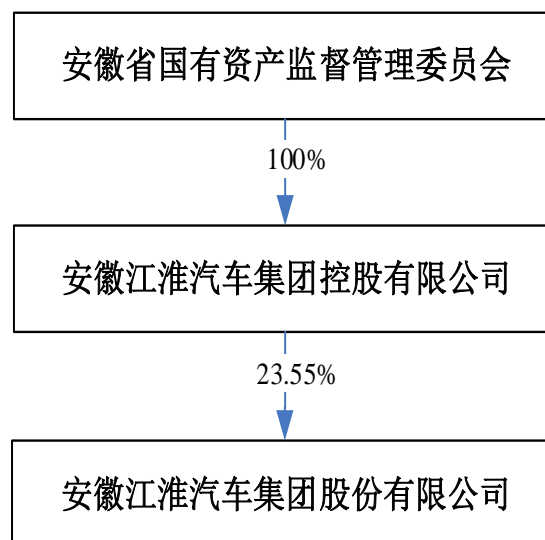 安徽省国有资产监督管理委员会
100%
安徽江淮汽车集团控股有限公司
23.55%
安徽江淮汽车集团股份有限公司